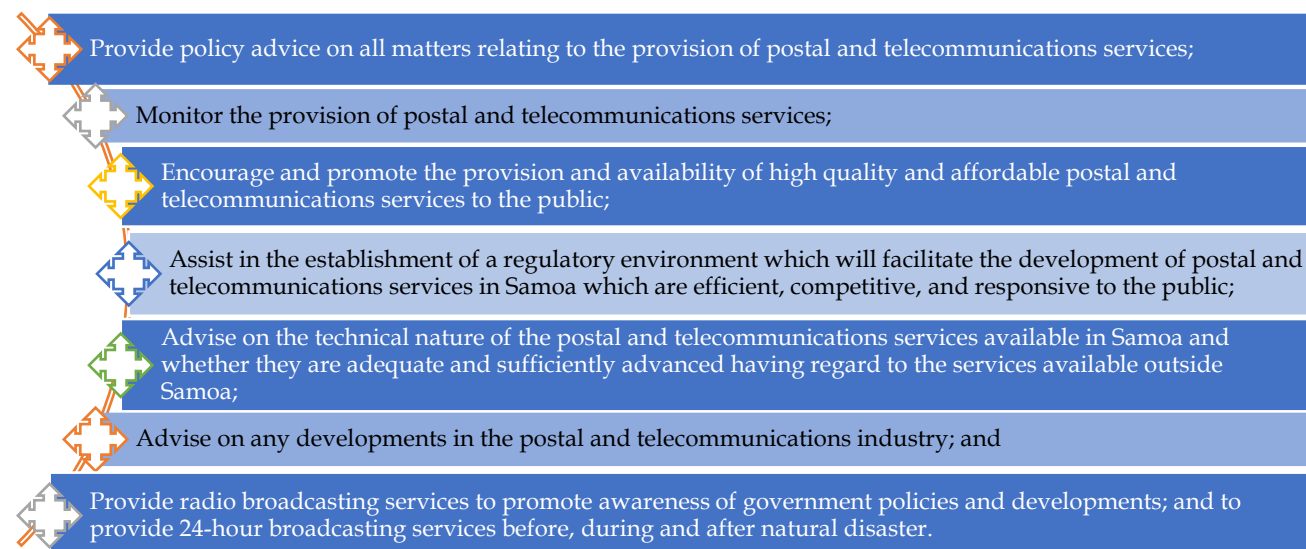 Provide policy advice on all matters relating to the provision of postal and telecommunications services;
Monitor the provision of postal and telecommunications services;
Encourage and promote the provision and availability of high quality and affordable postal and
telecommunications services to the public;
Assist in the establishment of a regulatory environment which will facilitate the development of postal and
telecommunications services in Samoa which are efficient, competitive, and responsive to the public;
Advise on the technical nature of the postal and telecommunications services available in Samoa and
whether they are adequate and sufficiently advanced having regard to the services available outside
Samoa;
Advise on any developments in the postal and telecommunications industry; and
Provide radio broadcasting services to promote awareness of government policies and developments; and to
provide 24-hour broadcasting services before, during and after natural disaster.